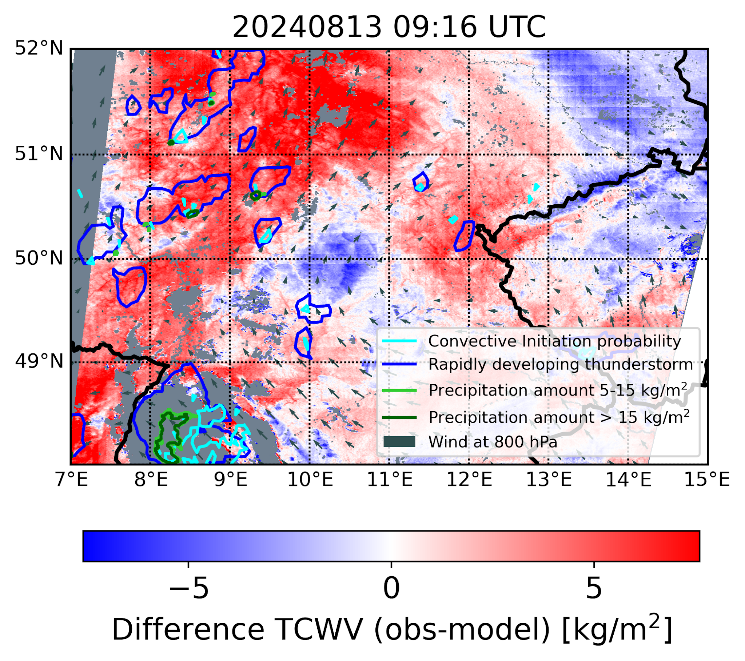 20240813 09:16 UTC
52°N
51°N
50°N
49°N
Convective Initiation probability
Rapidly developing thunderstorm
Precipitation amount 5-15 kg/m²
Precipitation amount > 15 kg/m²
Wind at 800 hPa
7°E 8°E 9°E 10°E 11°E 12°E 13°E 14°E 15°E
−5 0 5
Difference TCWV (obs-model) [kg/m²]